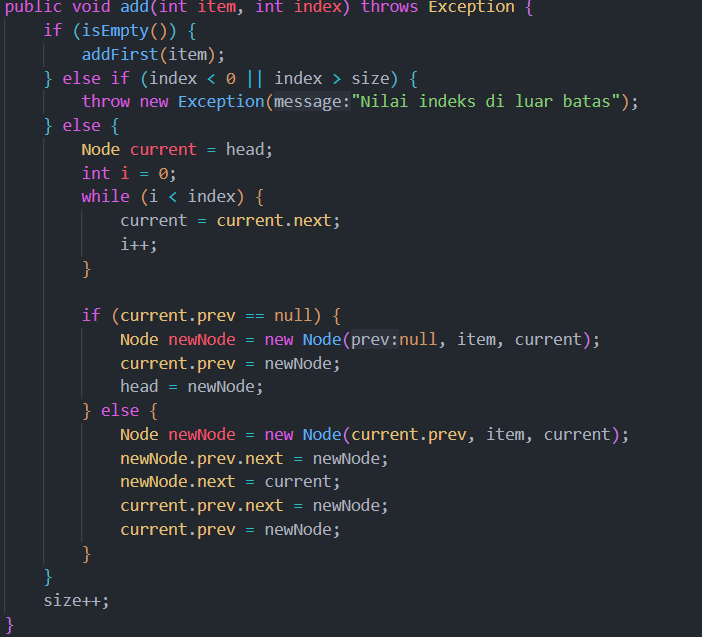 public void add(int item, int index) throws Exception {
    if (isEmpty()) {
        addFirst(item);
    } else if (index < 0 || index > size) {
        throw new Exception(message:"Nilai indeks di luar batas");
    } else {
        Node current = head;
        int i = 0;
        while (i < index) {
            current = current.next;
            i++;
        }

        if (current.prev == null) {
            Node newNode = new Node(prev:null, item, current);
            current.prev = newNode;
            head = newNode;
        } else {
            Node newNode = new Node(current.prev, item, current);
            newNode.prev.next = newNode;
            newNode.next = current;
            current.prev.next = newNode;
            current.prev = newNode;
        }
    }
    size++;
}